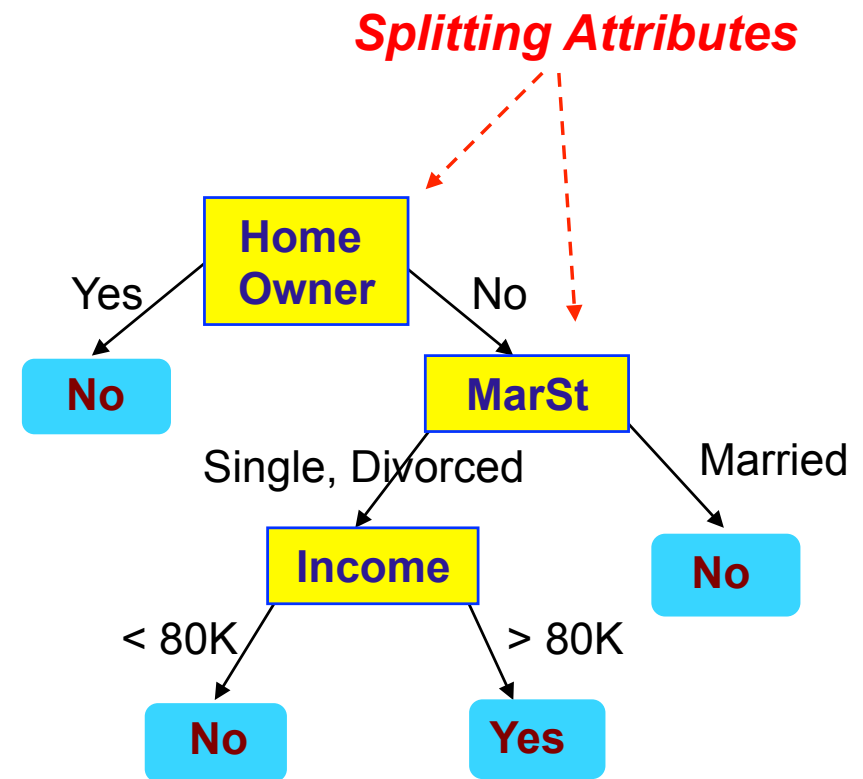 Splitting Attributes
Home
Owner
Yes
No
No
MarSt
Single, Divorced
Married
Income
No
< 80K
> 80K
No
Yes